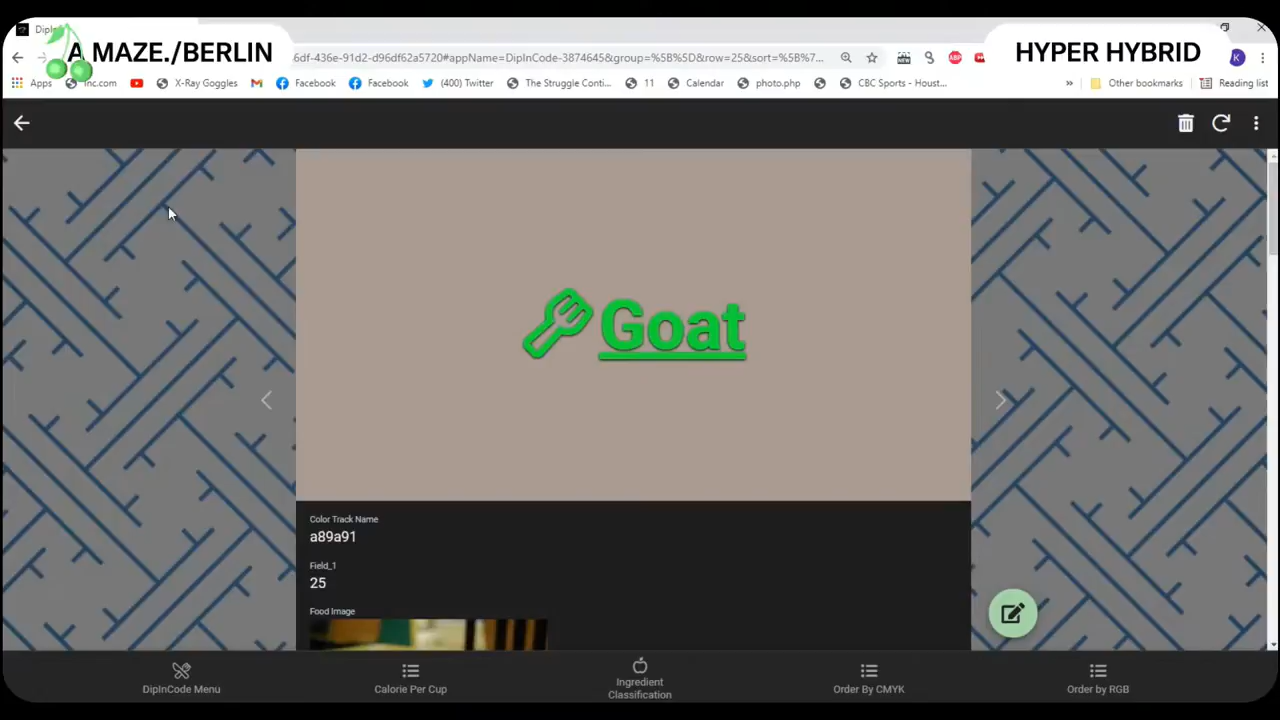 DipIn
A MAZE./BERLIN
HYPER HYBRID
6df-436e-91d2-d96df62a5720#appName=DipInCode-3874645&group=%5B%5D&row=25&sort=%5B%7...
K
Apps
Inc.com
X-Ray Goggles
Facebook
Facebook
(400) Twitter
The Struggle Conti...
11
Calendar
photo.php
CBC Sports - Houst...
»
Other bookmarks
Reading list
Goat
Color Track Name
a89a91
Field_1
25
Food Image
DipInCode Menu
Calorie Per Cup
Ingredient
Classification
Order By CMYK
Order by RGB